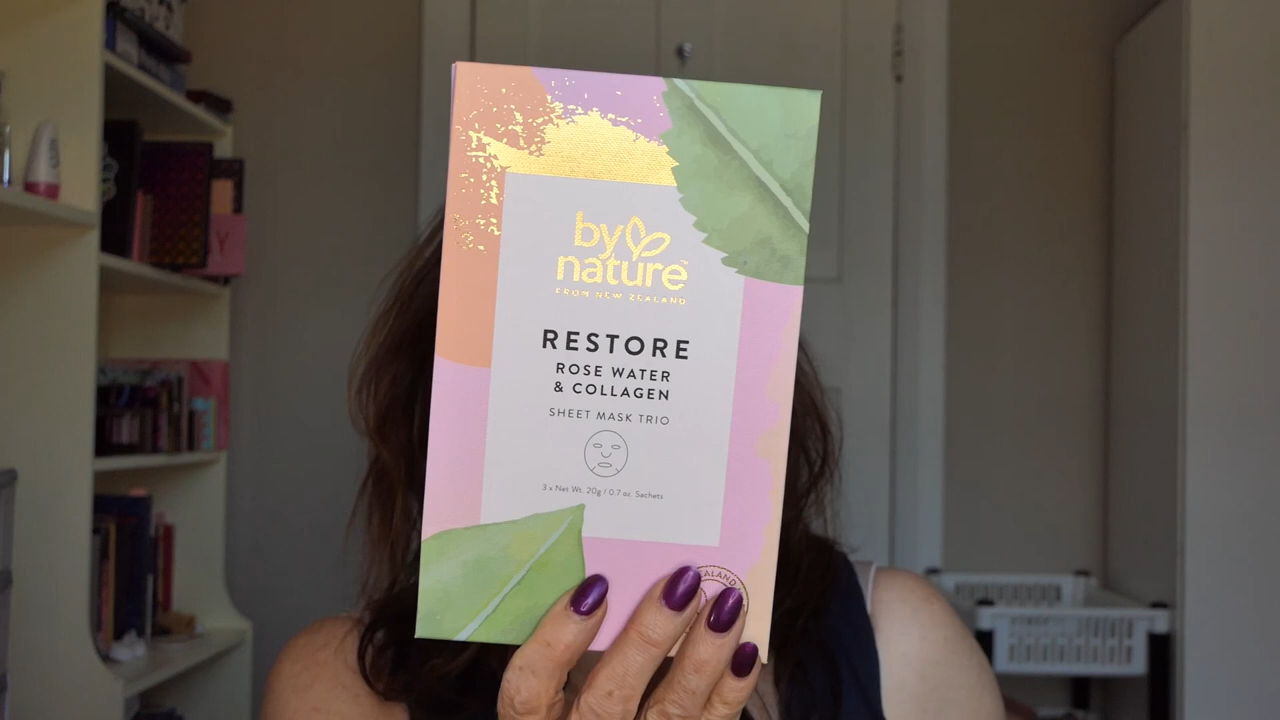 by
nature™
FROM NEW ZEALAND
RESTORE
ROSE WATER
& COLLAGEN
SHEET MASK TRIO
3 x Net Wt. 20g / 0.7 oz. Sachets